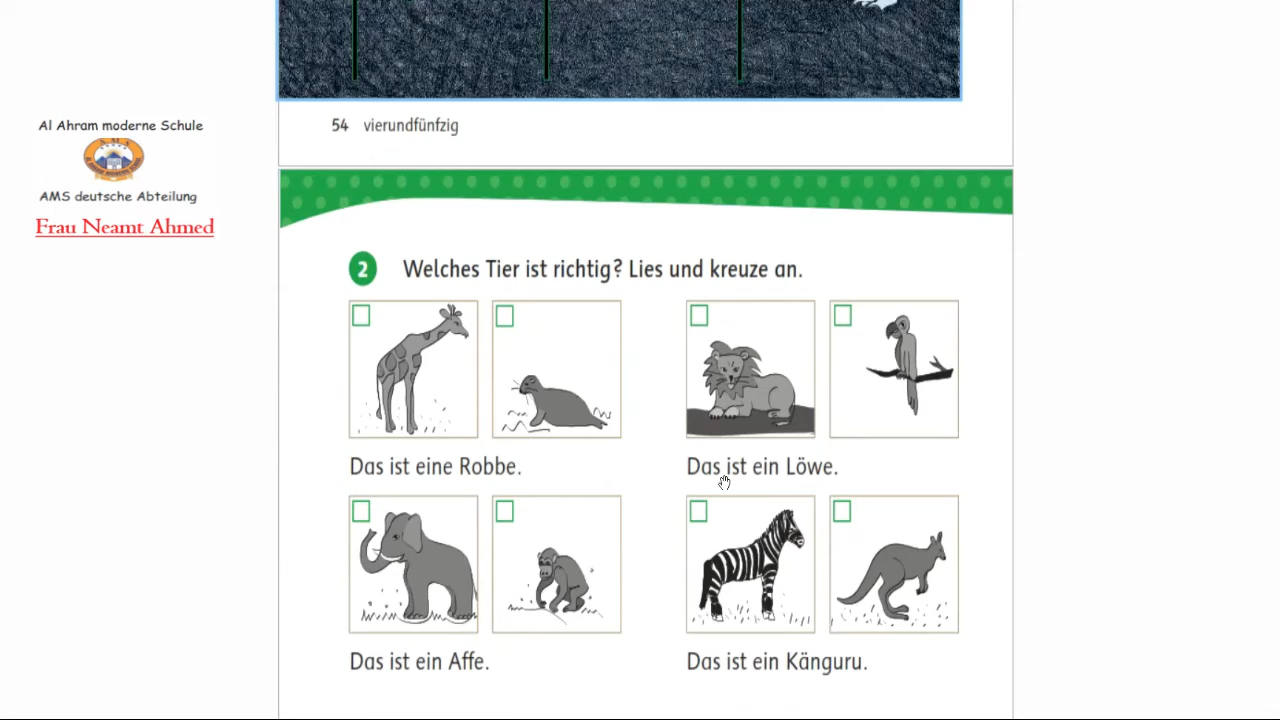 54 vierundfünfzig
Al Ahram moderne Schule
AMS deutsche Abteilung
Frau Neamt Ahmed
2 Welches Tier ist richtig? Lies und kreuze an.
Das ist eine Robbe.
Das ist ein Löwe.
Das ist ein Affe.
Das ist ein Känguru.